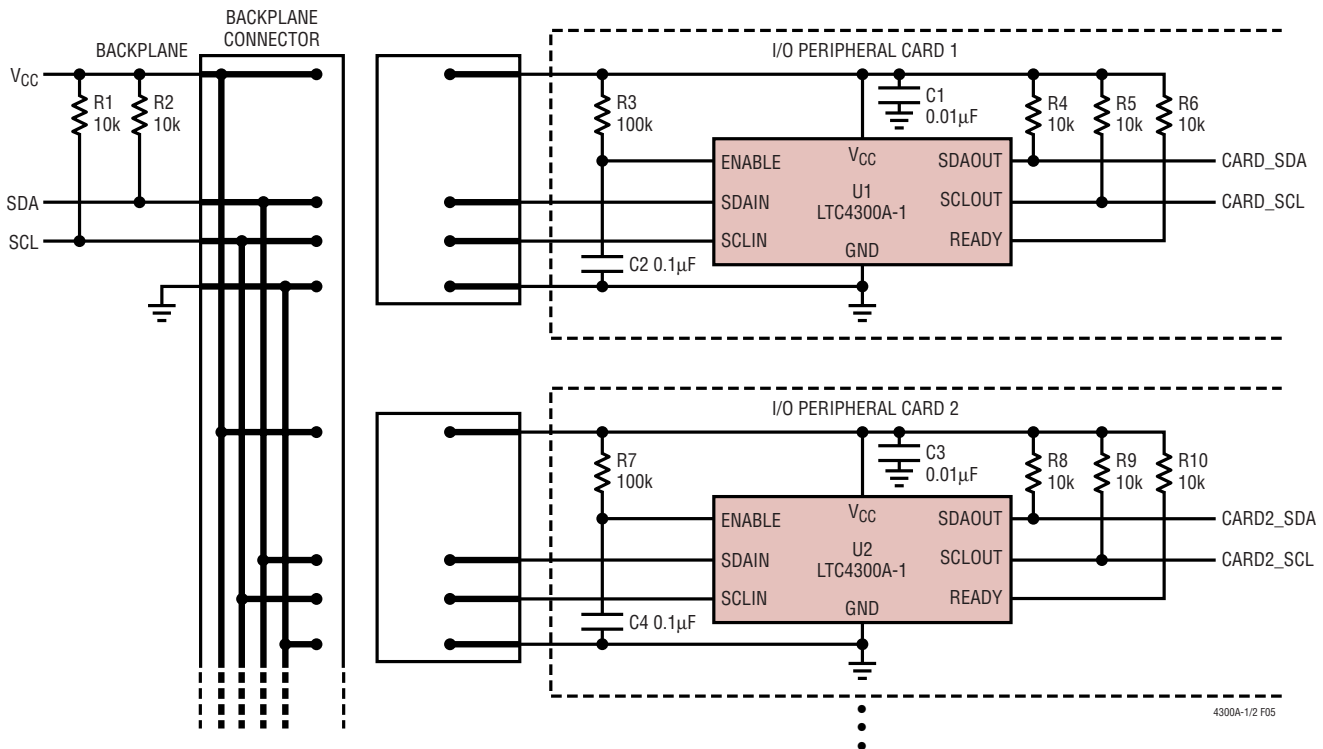 BACKPLANE
CONNECTOR
BACKPLANE
VCC
R1
10k
R2
10k
SDA
SCL
I/O PERIPHERAL CARD 1
R3
100k
C1
0.01µF
R4
10k
R5
10k
R6
10k
ENABLE
VCC
SDAOUT
CARD_SDA
U1
LTC4300A-1
SDAIN
SCLOUT
CARD_SCL
SCLIN
READY
GND
C2 0.1µF
I/O PERIPHERAL CARD 2
R7
100k
C3
0.01µF
R8
10k
R9
10k
R10
10k
ENABLE
VCC
SDAOUT
CARD2_SDA
U2
LTC4300A-1
SDAIN
SCLOUT
CARD2_SCL
SCLIN
READY
GND
C4 0.1µF
4300A-1/2 F05